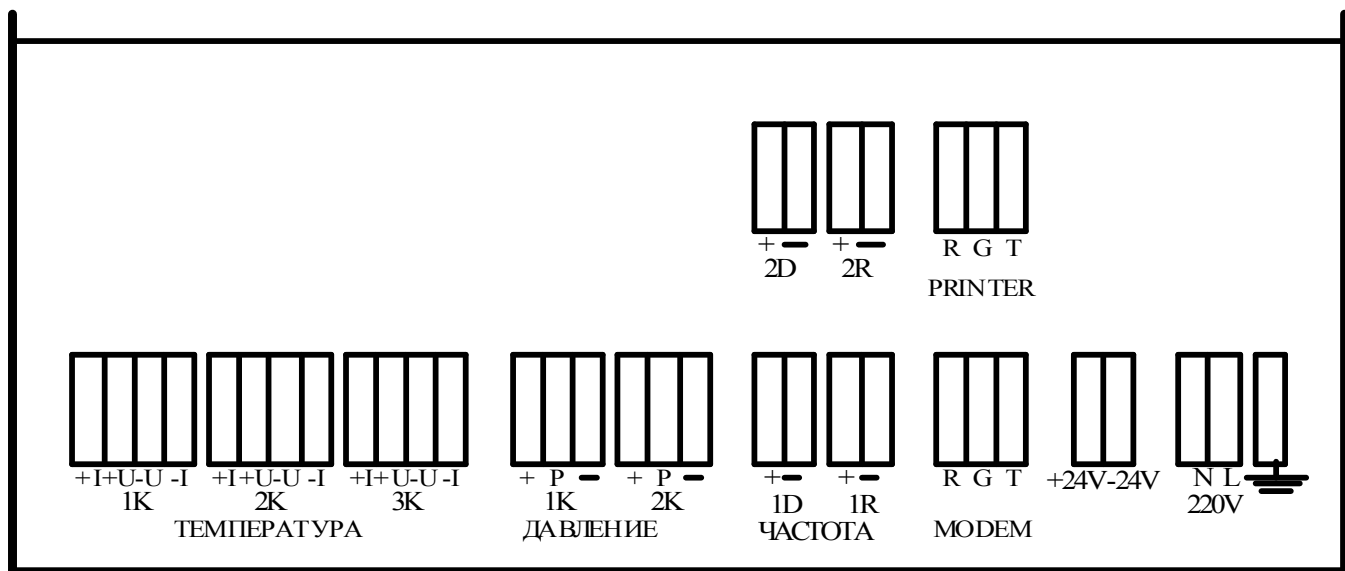 + − + − R G T
2D 2R
PRINTER
+I+U-U -I +I+U-U -I +I+U-U -I + P − + P − + − + − R G T +24V-24V N L
1K 2K 3K 1K 2K 1D 1R 220V
ТЕМПЕРАТУРА ДАВЛЕНИЕ ЧАСТОТА MODEM